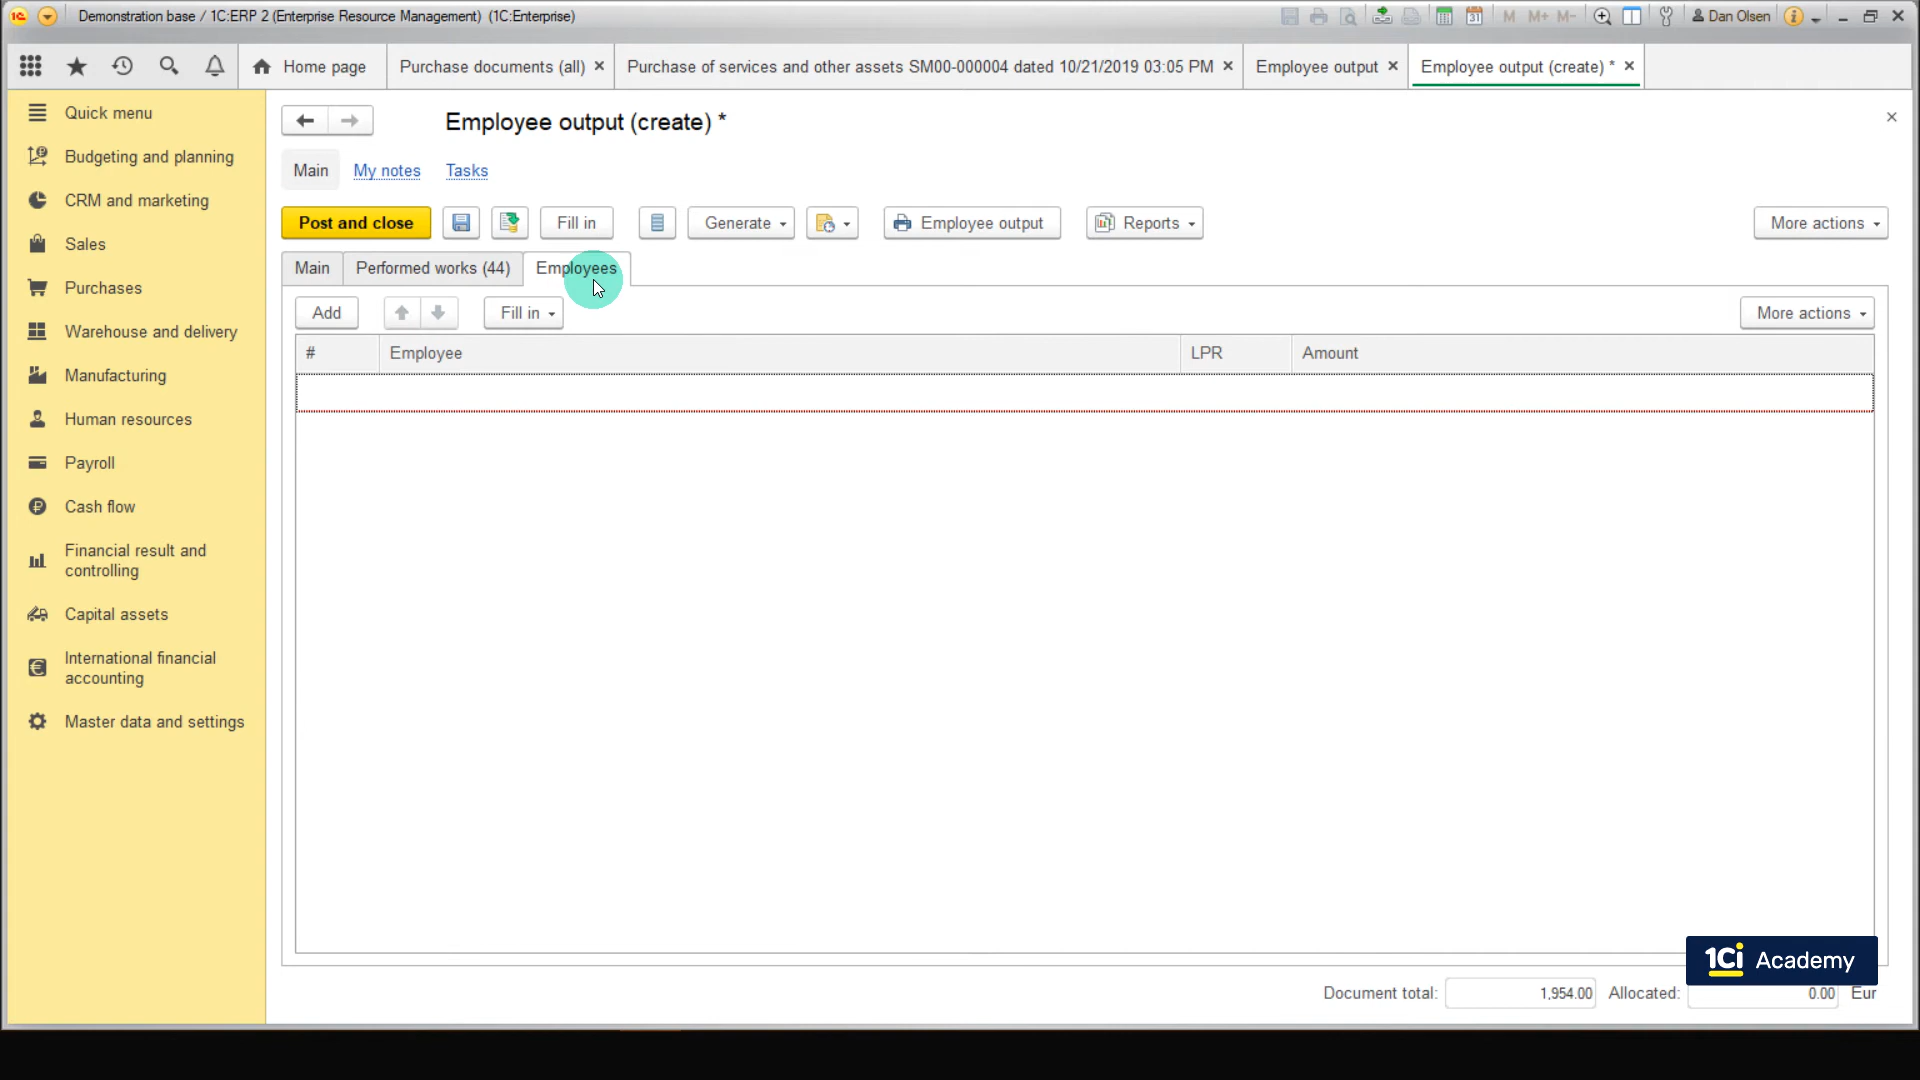 Demonstration base / 1C:ERP 2 (Enterprise Resource Management) (1C:Enterprise)
31 M M+ M- Dan Olsen
Home page
Purchase documents (all)
Purchase of services and other assets SM00-000004 dated 10/21/2019 03:05 PM
Employee output
Employee output (create) *
Quick menu
Budgeting and planning
CRM and marketing
Sales
Purchases
Warehouse and delivery
Manufacturing
Human resources
Payroll
Cash flow
Financial result and
controlling
Capital assets
International financial
accounting
Master data and settings
Employee output (create) *
Main My notes Tasks
Post and close Fill in Generate Employee output Reports More actions
Main Performed works (44) Employees
Add Fill in More actions
# Employee LPR Amount
1Ci Academy
Document total: 1,954.00 Allocated: 0.00 Eur